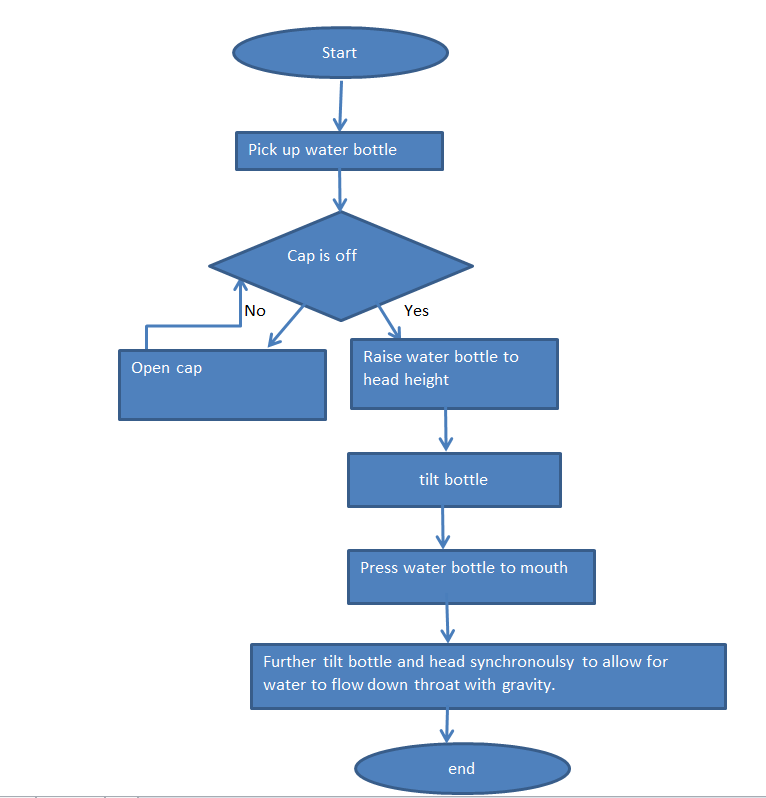 Start
Pick up water bottle
Cap is off
No
Yes
Open cap
Raise water bottle to
head height
tilt bottle
Press water bottle to mouth
Further tilt bottle and head synchronoulsy to allow for
water to flow down throat with gravity.
end